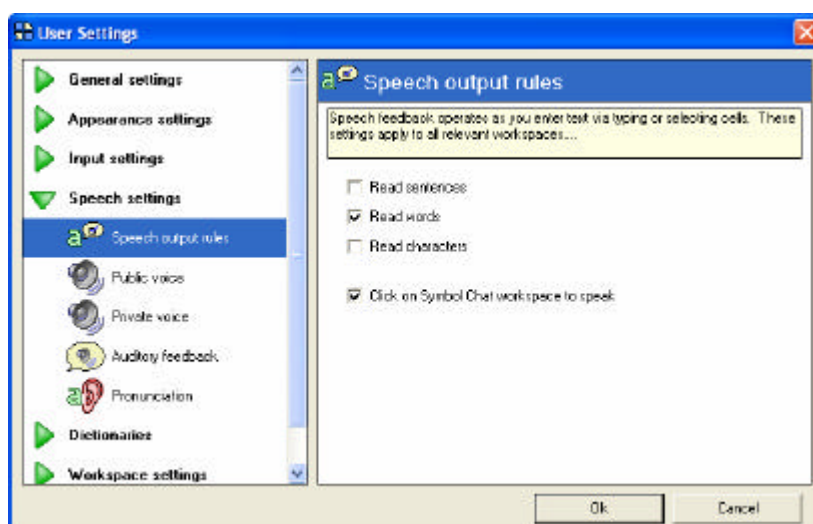 User Settings
General settings
Appearance settings
Input settings
Speech settings
Speech output rules
Public voice
Private voice
Auditory feedback
Pronunciation
Dictionaries
Workspace settings
Speech output rules
Speech feedback operates as you enter text via typing or selecting cells. These
settings apply to all relevant workspaces...
Read sentences
Read words
Read characters
Click on Symbol Chat workspace to speak
Ok
Cancel